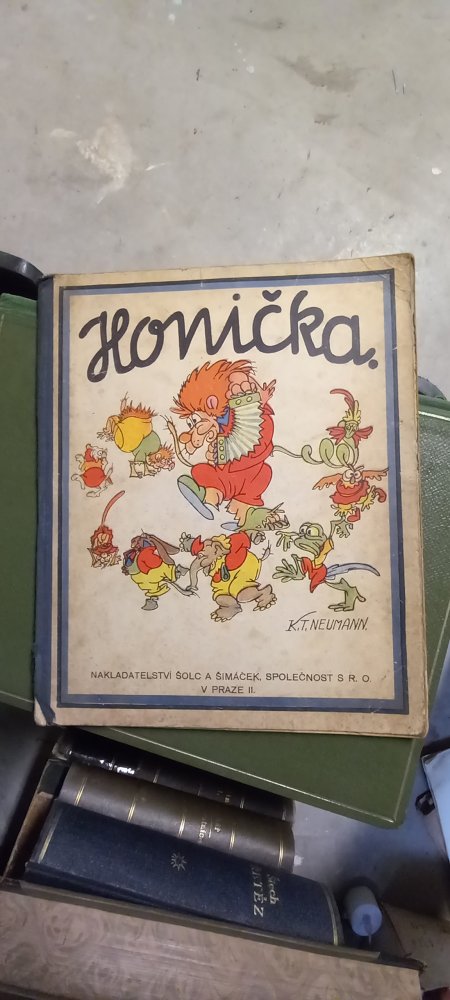 Honička.
K.T. NEUMANN.
NAKLADATELSTVÍ ŠOLC A ŠIMÁČEK, SPOLEČNOST S R. O.
V PRAZE II.